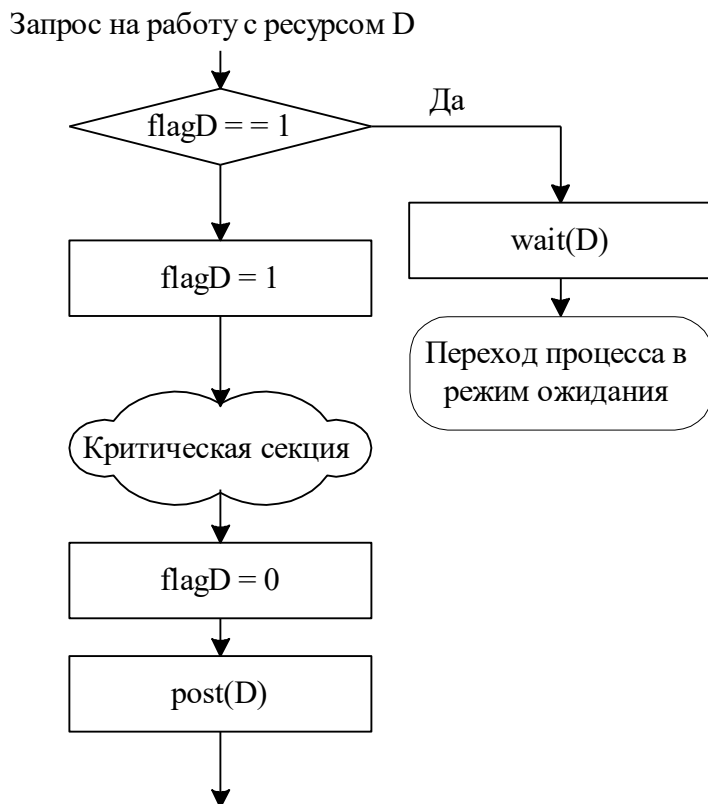 Запрос на работу с ресурсом D
flagD = = 1
Да
flagD = 1
wait(D)
Переход процесса в
режим ожидания
Критическая секция
flagD = 0
post(D)